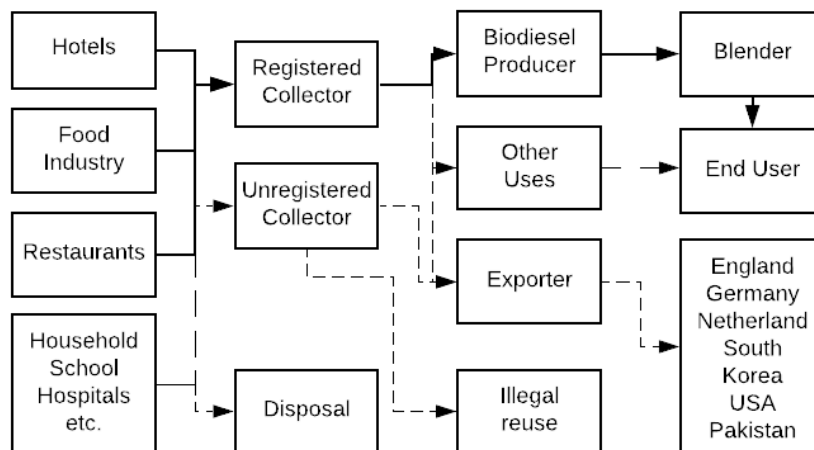 Hotels
Food
Industry
Restaurants
Household
School
Hospitals
etc.
Registered
Collector
Unregistered
Collector
Disposal
Biodiesel
Producer
Other
Uses
Exporter
Illegal
reuse
Blender
End User
England
Germany
Netherland
South
Korea
USA
Pakistan